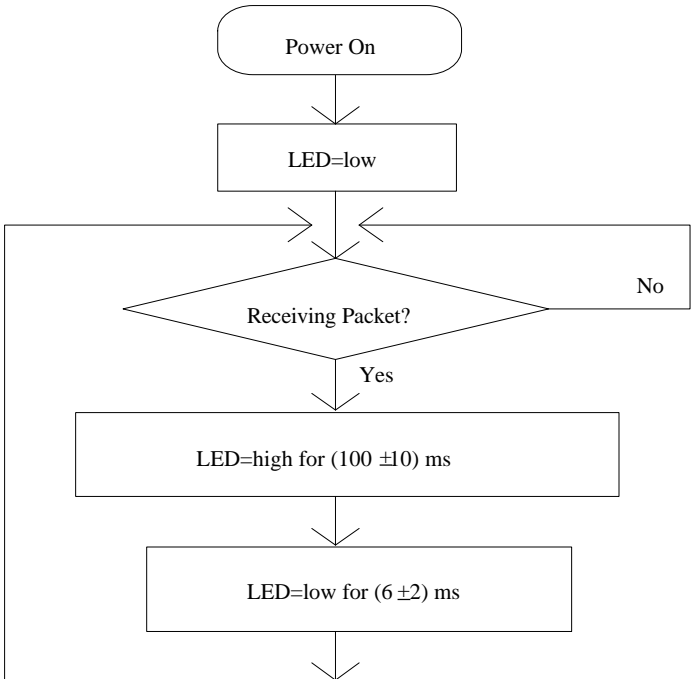 Power On
LED=low
No
Receiving Packet?
Yes
LED=high for (100 ±10) ms
LED=low for (6 ±2) ms